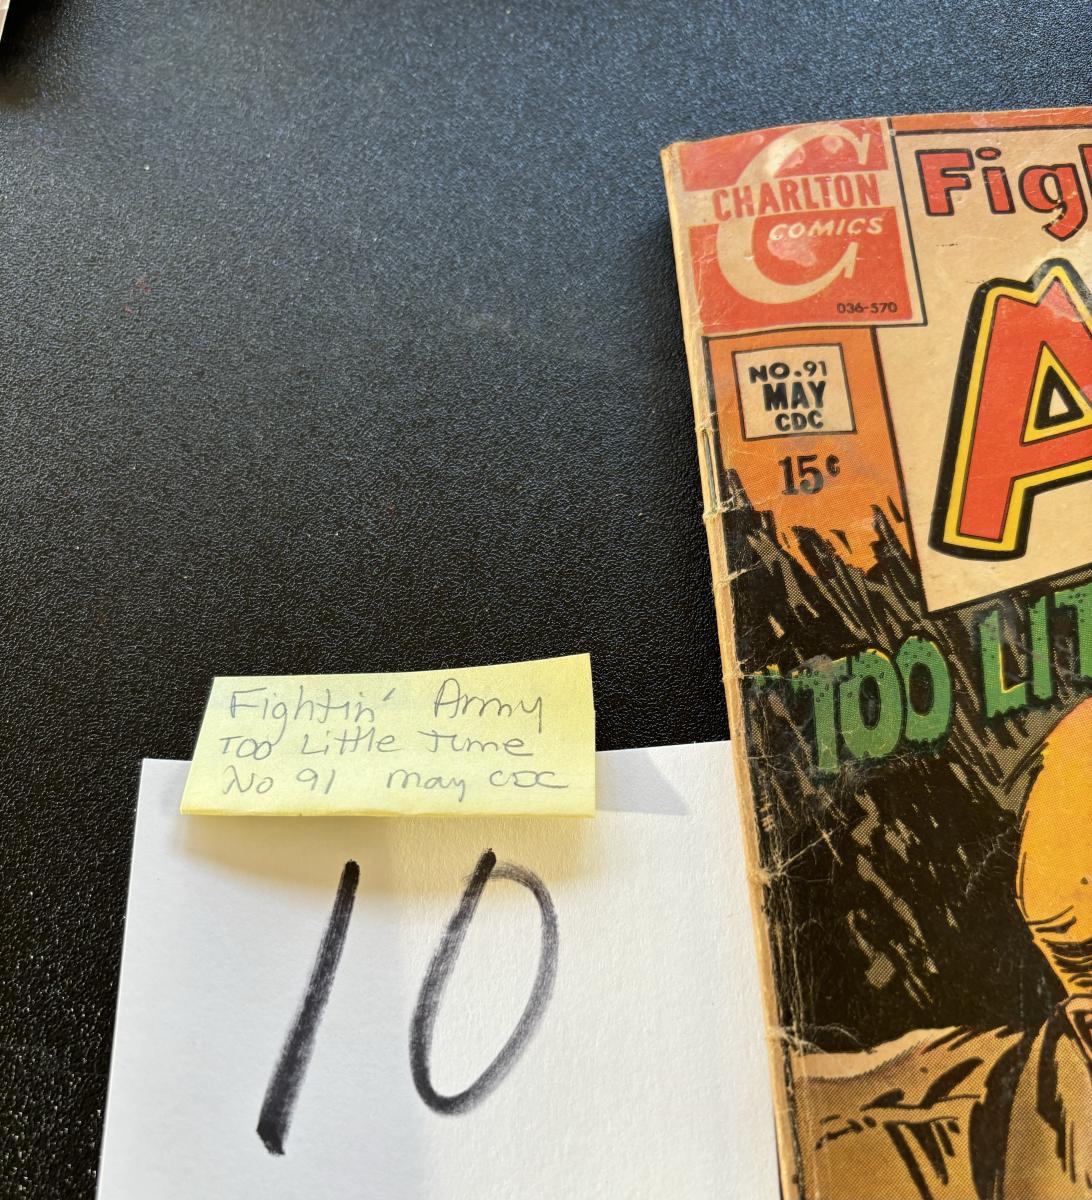 CHARLTON
COMICS
036-570
Figh
A
NO.91
MAY
CDC
15¢
"TOO LIT
Fightin' Army
TOO Little Time
No 91 May CDC
10